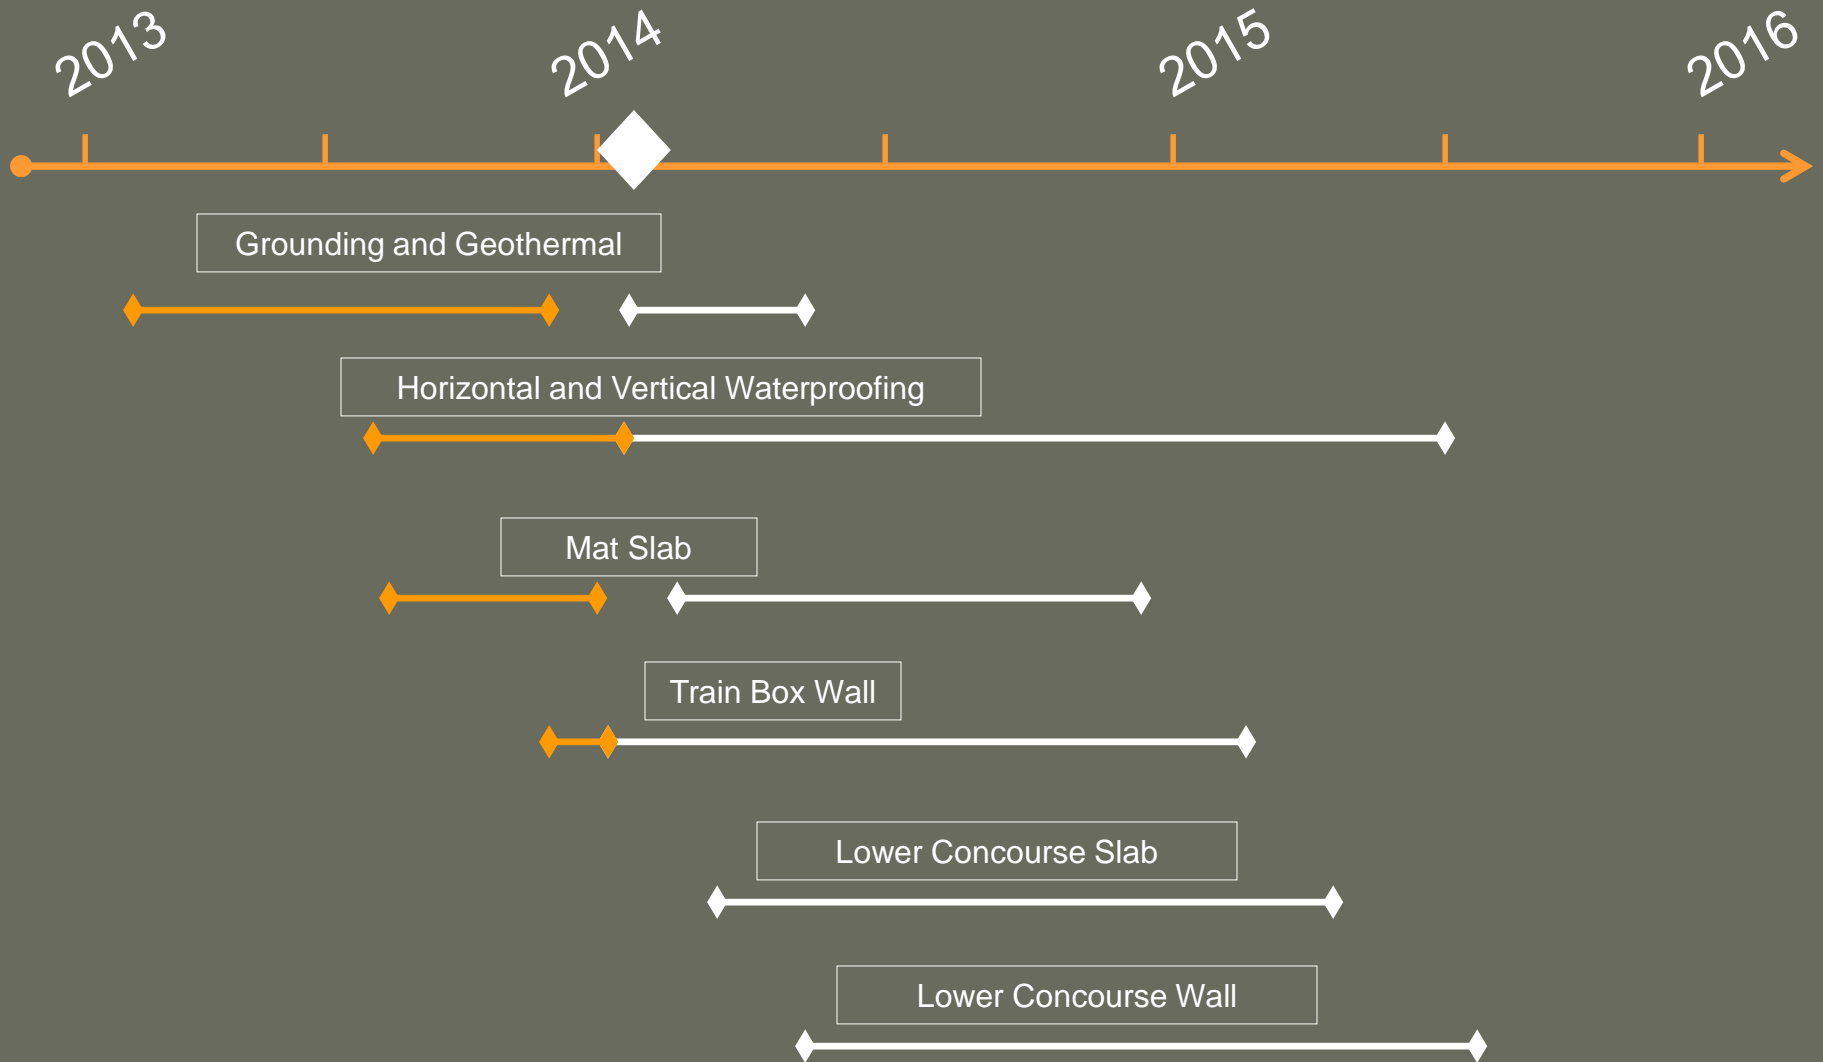 2013
2014
2015
2016
Grounding and Geothermal
Horizontal and Vertical Waterproofing
Mat Slab
Train Box Wall
Lower Concourse Slab
Lower Concourse Wall